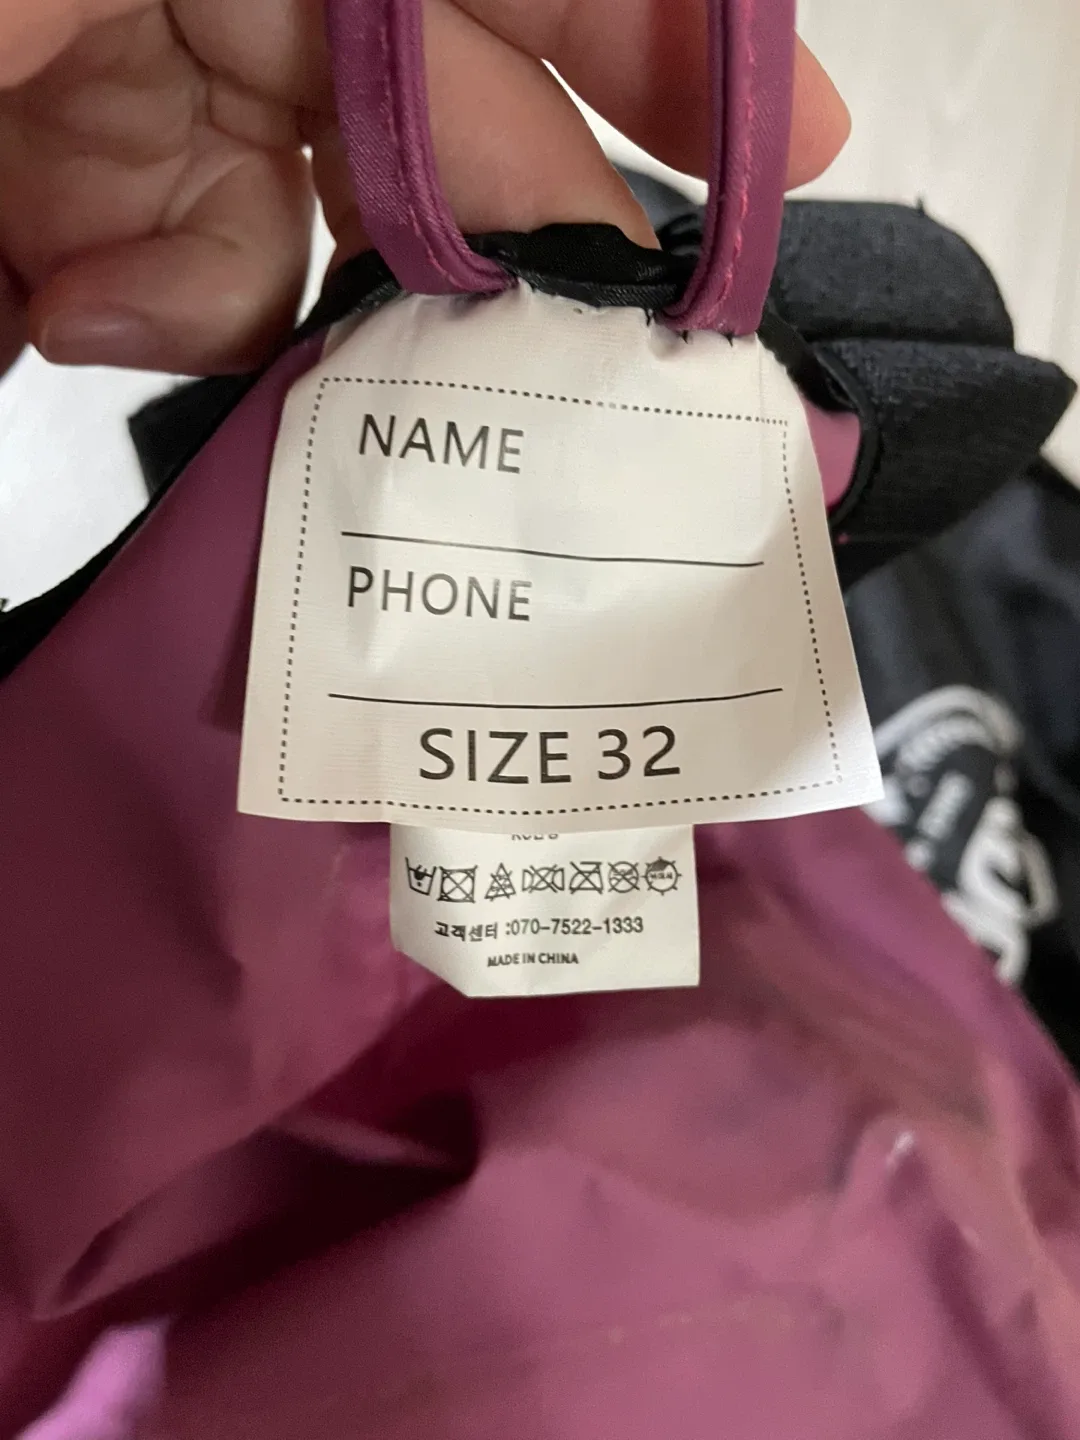 NAME
PHONE
SIZE 32
고객센터 :070-7522-1333
MADE IN CHINA